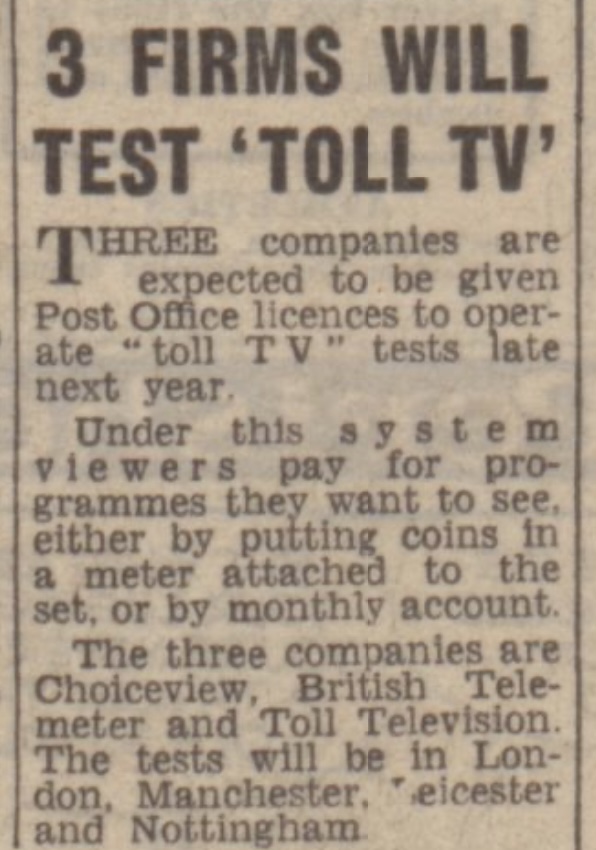 3 FIRMS WILL
TEST ‘TOLL TV’
THREE companies are
expected to be given
Post Office licences to oper-
ate “toll TV” tests late
next year.
Under this system
viewers pay for pro-
grammes they want to see,
either by putting coins in
a meter attached to the
set, or by monthly account.
The three companies are
Choiceview, British Tele-
meter and Toll Television.
The tests will be in Lon-
don, Manchester, Leicester
and Nottingham